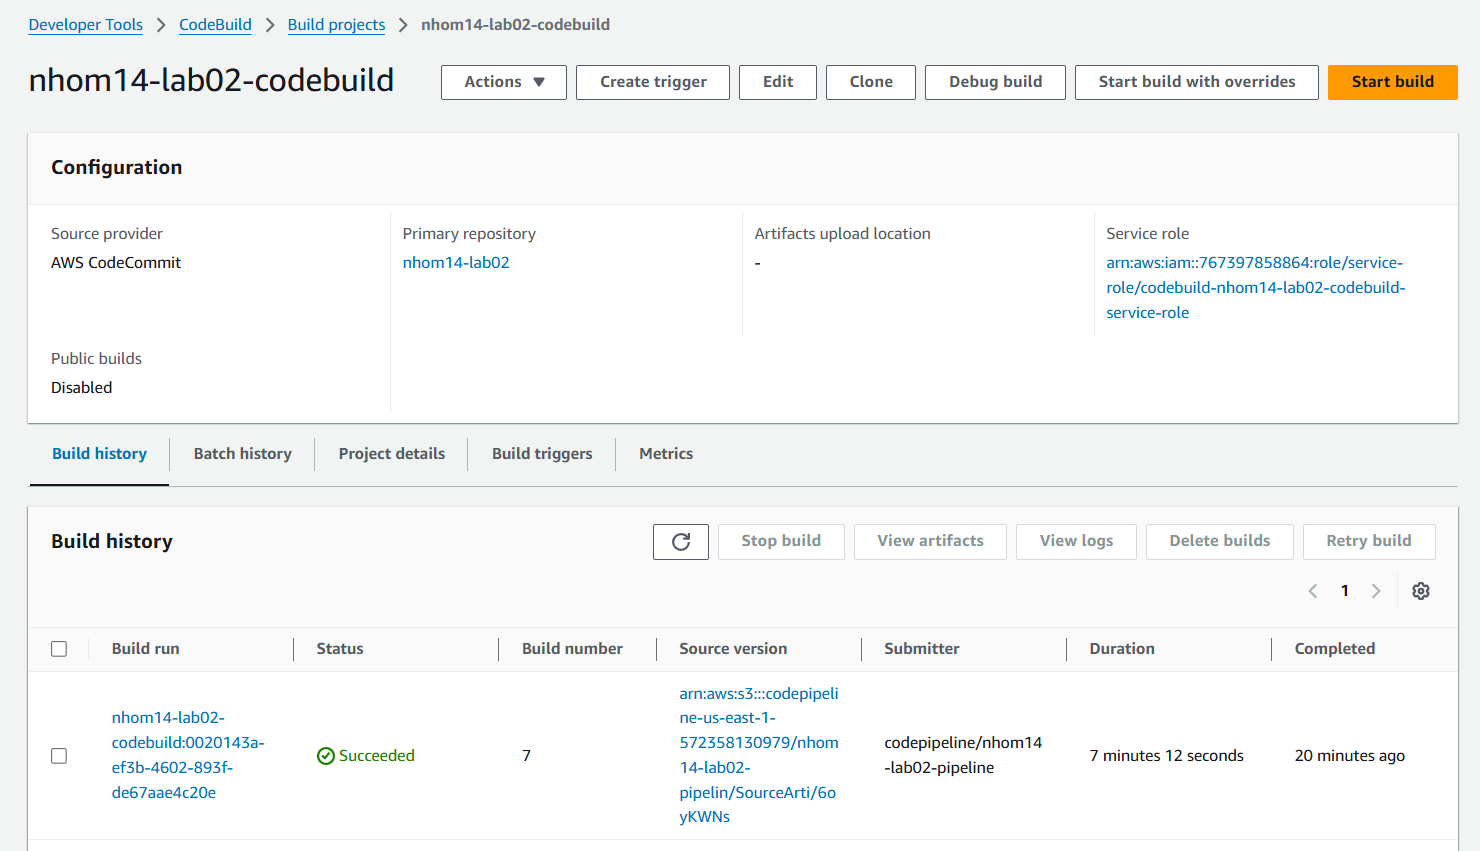 Developer Tools > CodeBuild > Build projects > nhom14-lab02-codebuild
nhom14-lab02-codebuild
Actions
Create trigger
Edit
Clone
Debug build
Start build with overrides
Start build
Configuration
Source provider
AWS CodeCommit
Primary repository
nhom14-lab02
Artifacts upload location
-
Service role
arn:aws:iam::767397858864:role/service-
role/codebuild-nhom14-lab02-codebuild-
service-role
Public builds
Disabled
Build history
Batch history
Project details
Build triggers
Metrics
Build history
Stop build
View artifacts
View logs
Delete builds
Retry build
1
Build run
Status
Build number
Source version
Submitter
Duration
Completed
nhom14-lab02-
codebuild:0020143a-
ef3b-4602-893f-
de67aae4c20e
Succeeded
7
arn:aws:s3:::codepipeli
ne-us-east-1-
572358130979/nhom
14-lab02-
pipelin/SourceArti/6o
yKWNs
codepipeline/nhom14
-lab02-pipeline
7 minutes 12 seconds
20 minutes ago